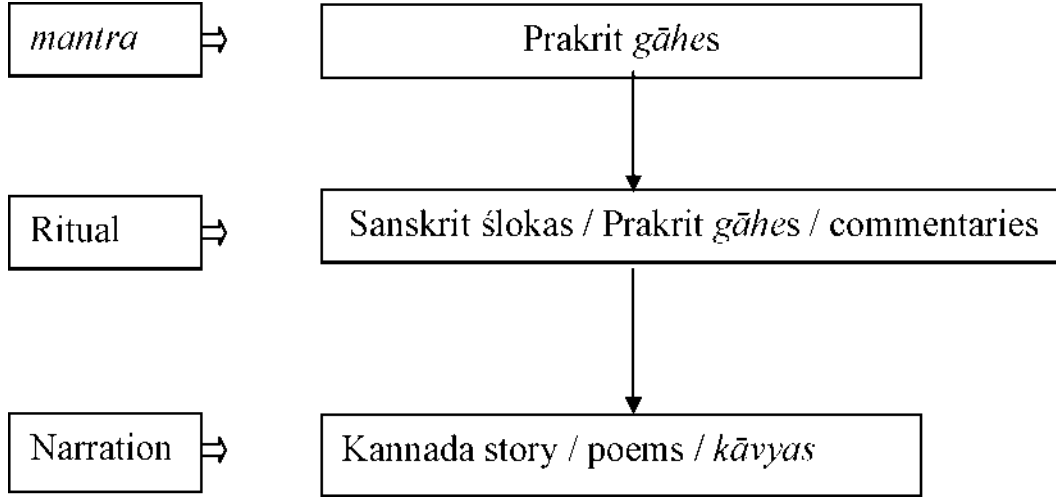 mantra
Prakrit gāhes
Ritual
Sanskrit ślokas / Prakrit gāhes / commentaries
Narration
Kannada story / poems / kāvyas